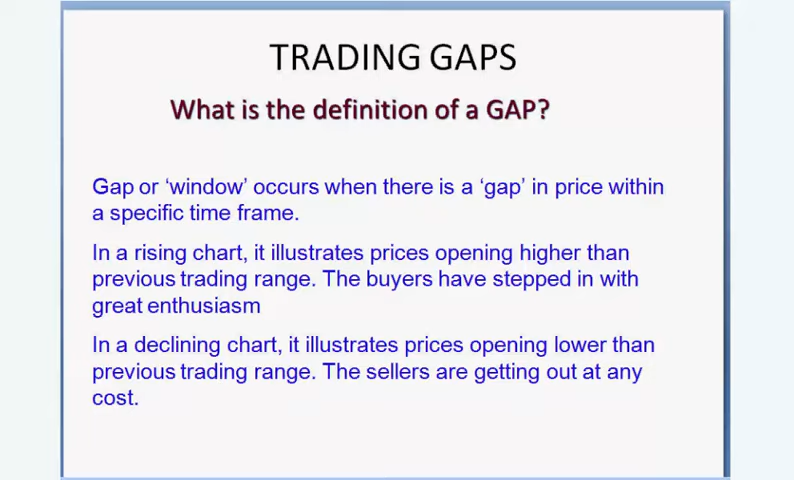 TRADING GAPS
What is the definition of a GAP?
Gap or ‘window’ occurs when there is a ‘gap’ in price within
a specific time frame.
In a rising chart, it illustrates prices opening higher than
previous trading range. The buyers have stepped in with
great enthusiasm
In a declining chart, it illustrates prices opening lower than
previous trading range. The sellers are getting out at any
cost.